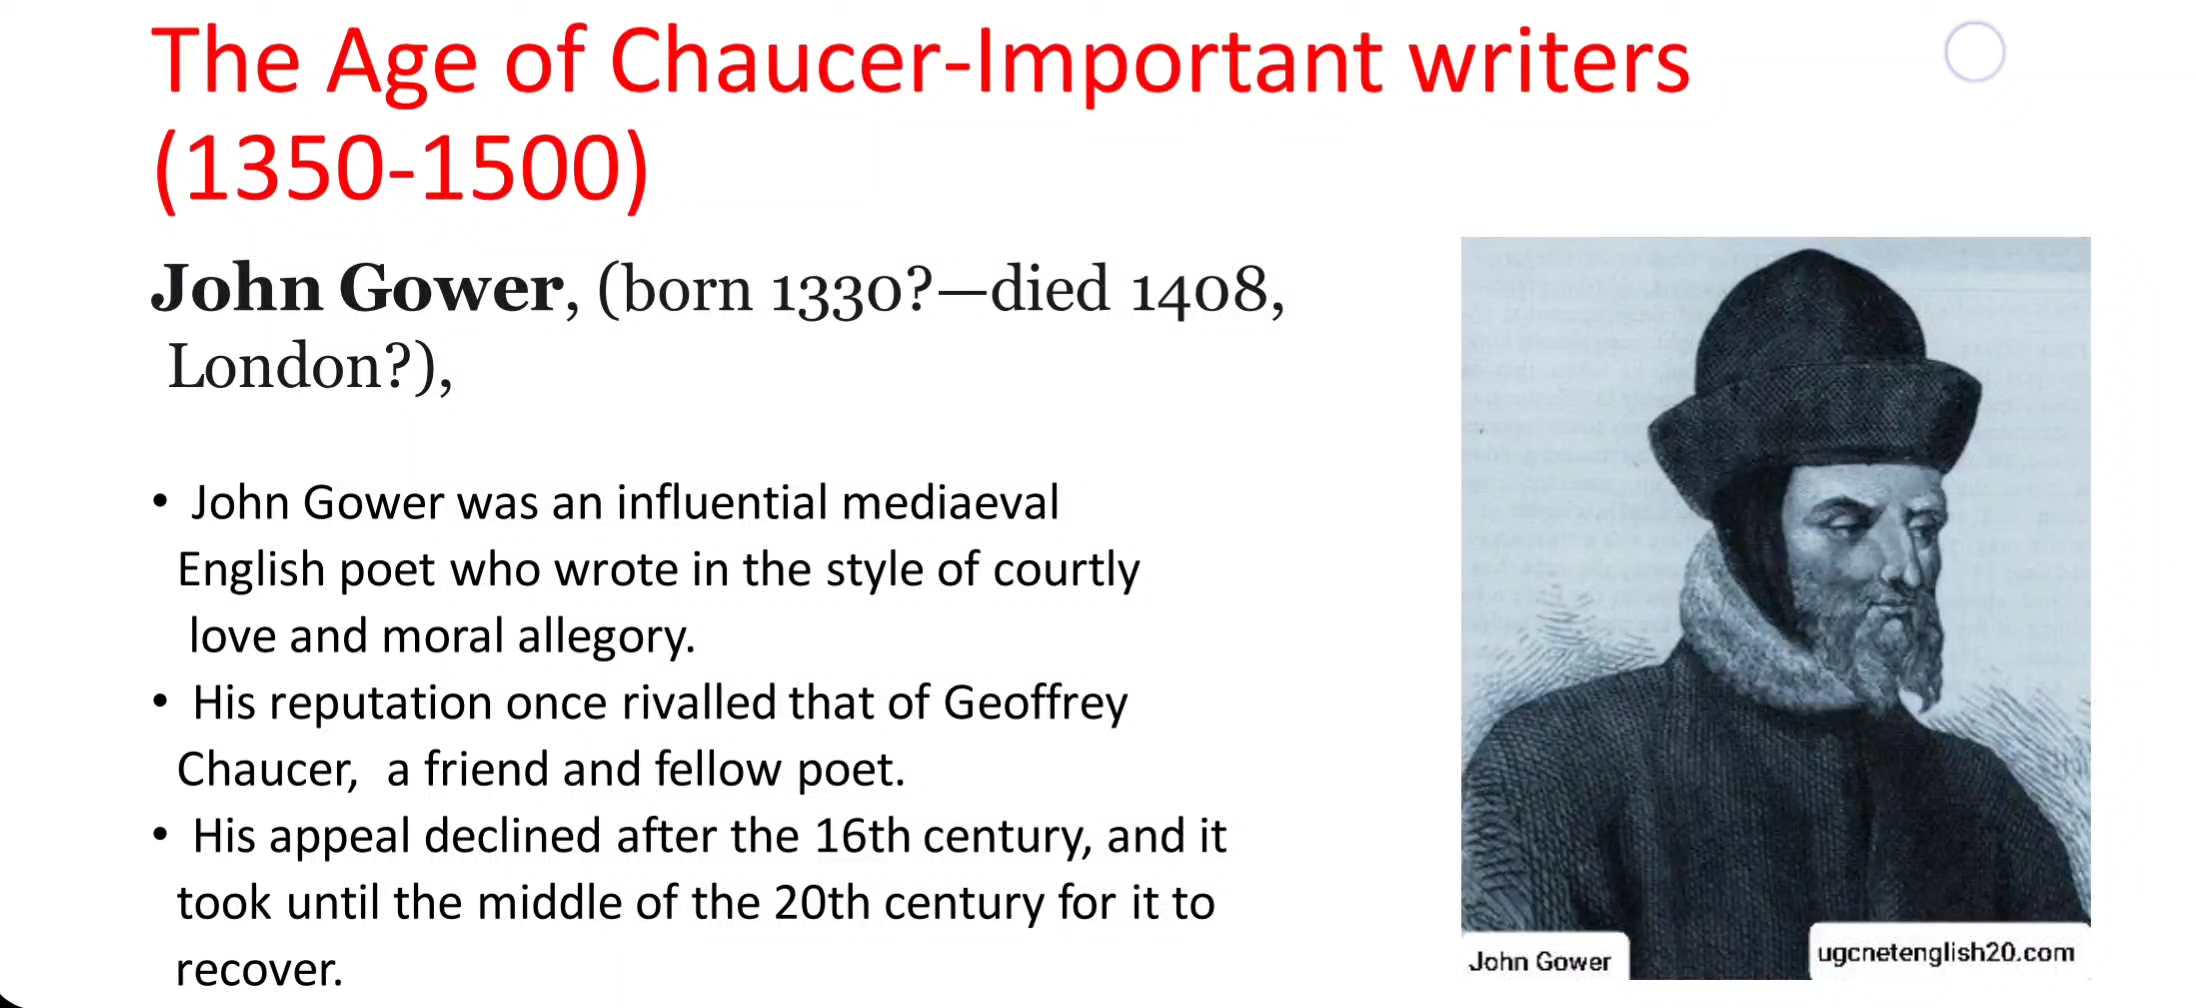 The Age of Chaucer-Important writers
(1350-1500)
John Gower, (born 1330?—died 1408,
London?),
• John Gower was an influential mediaeval
English poet who wrote in the style of courtly
love and moral allegory.
• His reputation once rivalled that of Geoffrey
Chaucer, a friend and fellow poet.
• His appeal declined after the 16th century, and it
took until the middle of the 20th century for it to
recover.
John Gower
ugcnetenglish20.com